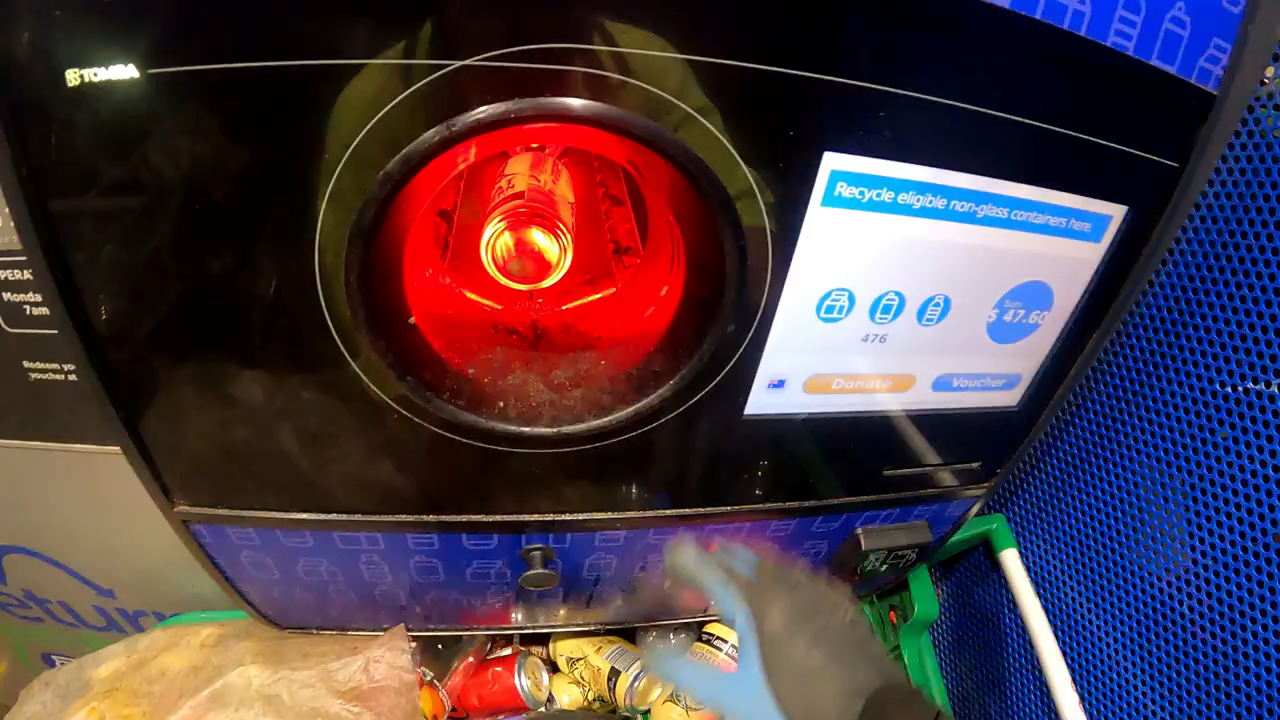 TOMRA
Recycle eligible non-glass containers here.
Sum
$ 47.60
476
Donate
Voucher
Monda
7am
Redeem yo
voucher at
eturn